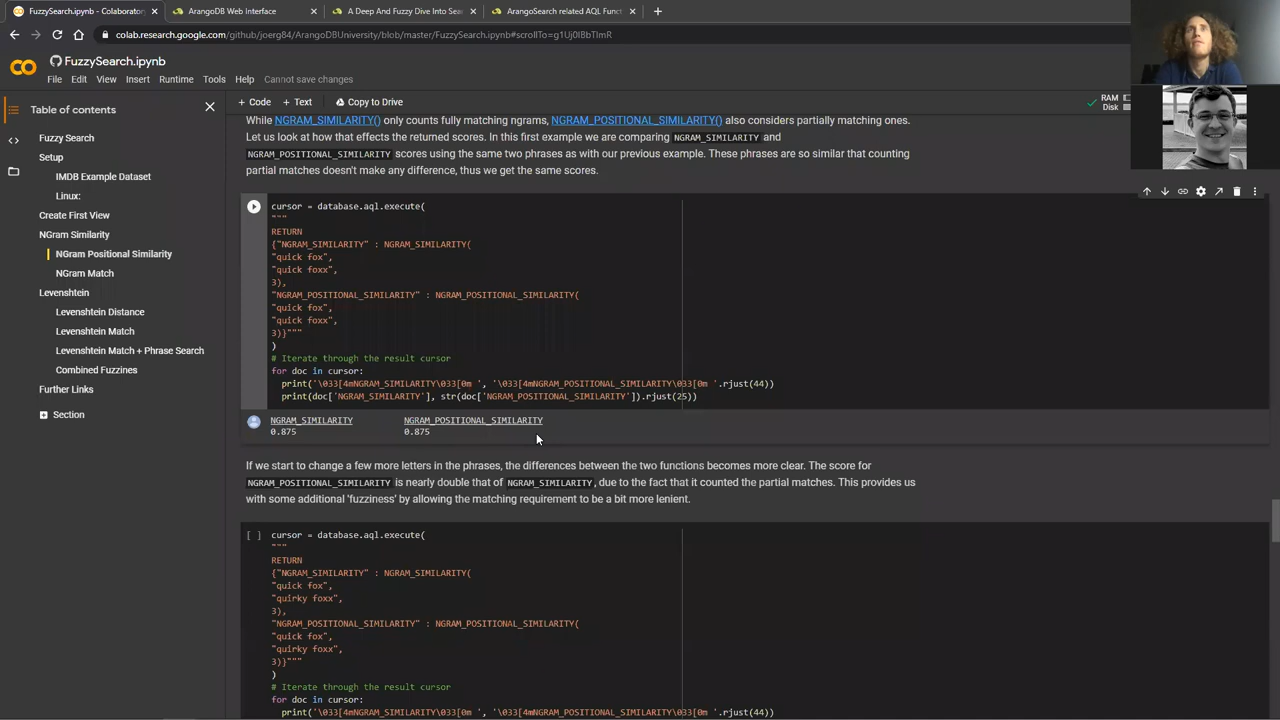 FuzzySearch.ipynb - Colaborator
ArangoDB Web Interface
A Deep And Fuzzy Dive Into Sea
ArangoSearch related AQL Func
colab.research.google.com/github/joerg84/ArangoDBUniversity/blob/master/FuzzySearch.ipynb#scrollTo=g1Uj0I8bTlmR
CO
FuzzySearch.ipynb
File Edit View Insert Runtime Tools Help Cannot save changes
Table of contents
Fuzzy Search
Setup
IMDB Example Dataset
Linux:
Create First View
NGram Similarity
NGram Positional Similarity
NGram Match
Levenshtein
Levenshtein Distance
Levenshtein Match
Levenshtein Match + Phrase Search
Combined Fuzzines
Further Links
Section
+ Code + Text Copy to Drive
RAM
Disk
While NGRAM_SIMILARITY() only counts fully matching ngrams, NGRAM_POSITIONAL_SIMILARITY() also considers partially matching ones.
Let us look at how that effects the returned scores. In this first example we are comparing NGRAM_SIMILARITY and
NGRAM_POSITIONAL_SIMILARITY scores using the same two phrases as with our previous example. These phrases are so similar that counting
partial matches doesn't make any difference, thus we get the same scores.
cursor = database.aql.execute(
"""
RETURN
{"NGRAM_SIMILARITY" : NGRAM_SIMILARITY(
"quick fox",
"quick foxx",
3),
"NGRAM_POSITIONAL_SIMILARITY" : NGRAM_POSITIONAL_SIMILARITY(
"quick fox",
"quick foxx",
3)}"""
)
# Iterate through the result cursor
for doc in cursor:
print('\033[4mNGRAM_SIMILARITY\033[0m ', '\033[4mNGRAM_POSITIONAL_SIMILARITY\033[0m '.rjust(44))
print(doc['NGRAM_SIMILARITY'], str(doc['NGRAM_POSITIONAL_SIMILARITY']).rjust(25))
NGRAM_SIMILARITY NGRAM_POSITIONAL_SIMILARITY
0.875 0.875
If we start to change a few more letters in the phrases, the differences between the two functions becomes more clear. The score for
NGRAM_POSITIONAL_SIMILARITY is nearly double that of NGRAM_SIMILARITY, due to the fact that it counted the partial matches. This provides us
with some additional 'fuzziness' by allowing the matching requirement to be a bit more lenient.
[ ] cursor = database.aql.execute(
"""
RETURN
{"NGRAM_SIMILARITY" : NGRAM_SIMILARITY(
"quick fox",
"quirky foxx",
3),
"NGRAM_POSITIONAL_SIMILARITY" : NGRAM_POSITIONAL_SIMILARITY(
"quick fox",
"quirky foxx",
3)}"""
)
# Iterate through the result cursor
for doc in cursor:
print('\033[4mNGRAM_SIMILARITY\033[0m ', '\033[4mNGRAM_POSITIONAL_SIMILARITY\033[0m '.rjust(44))